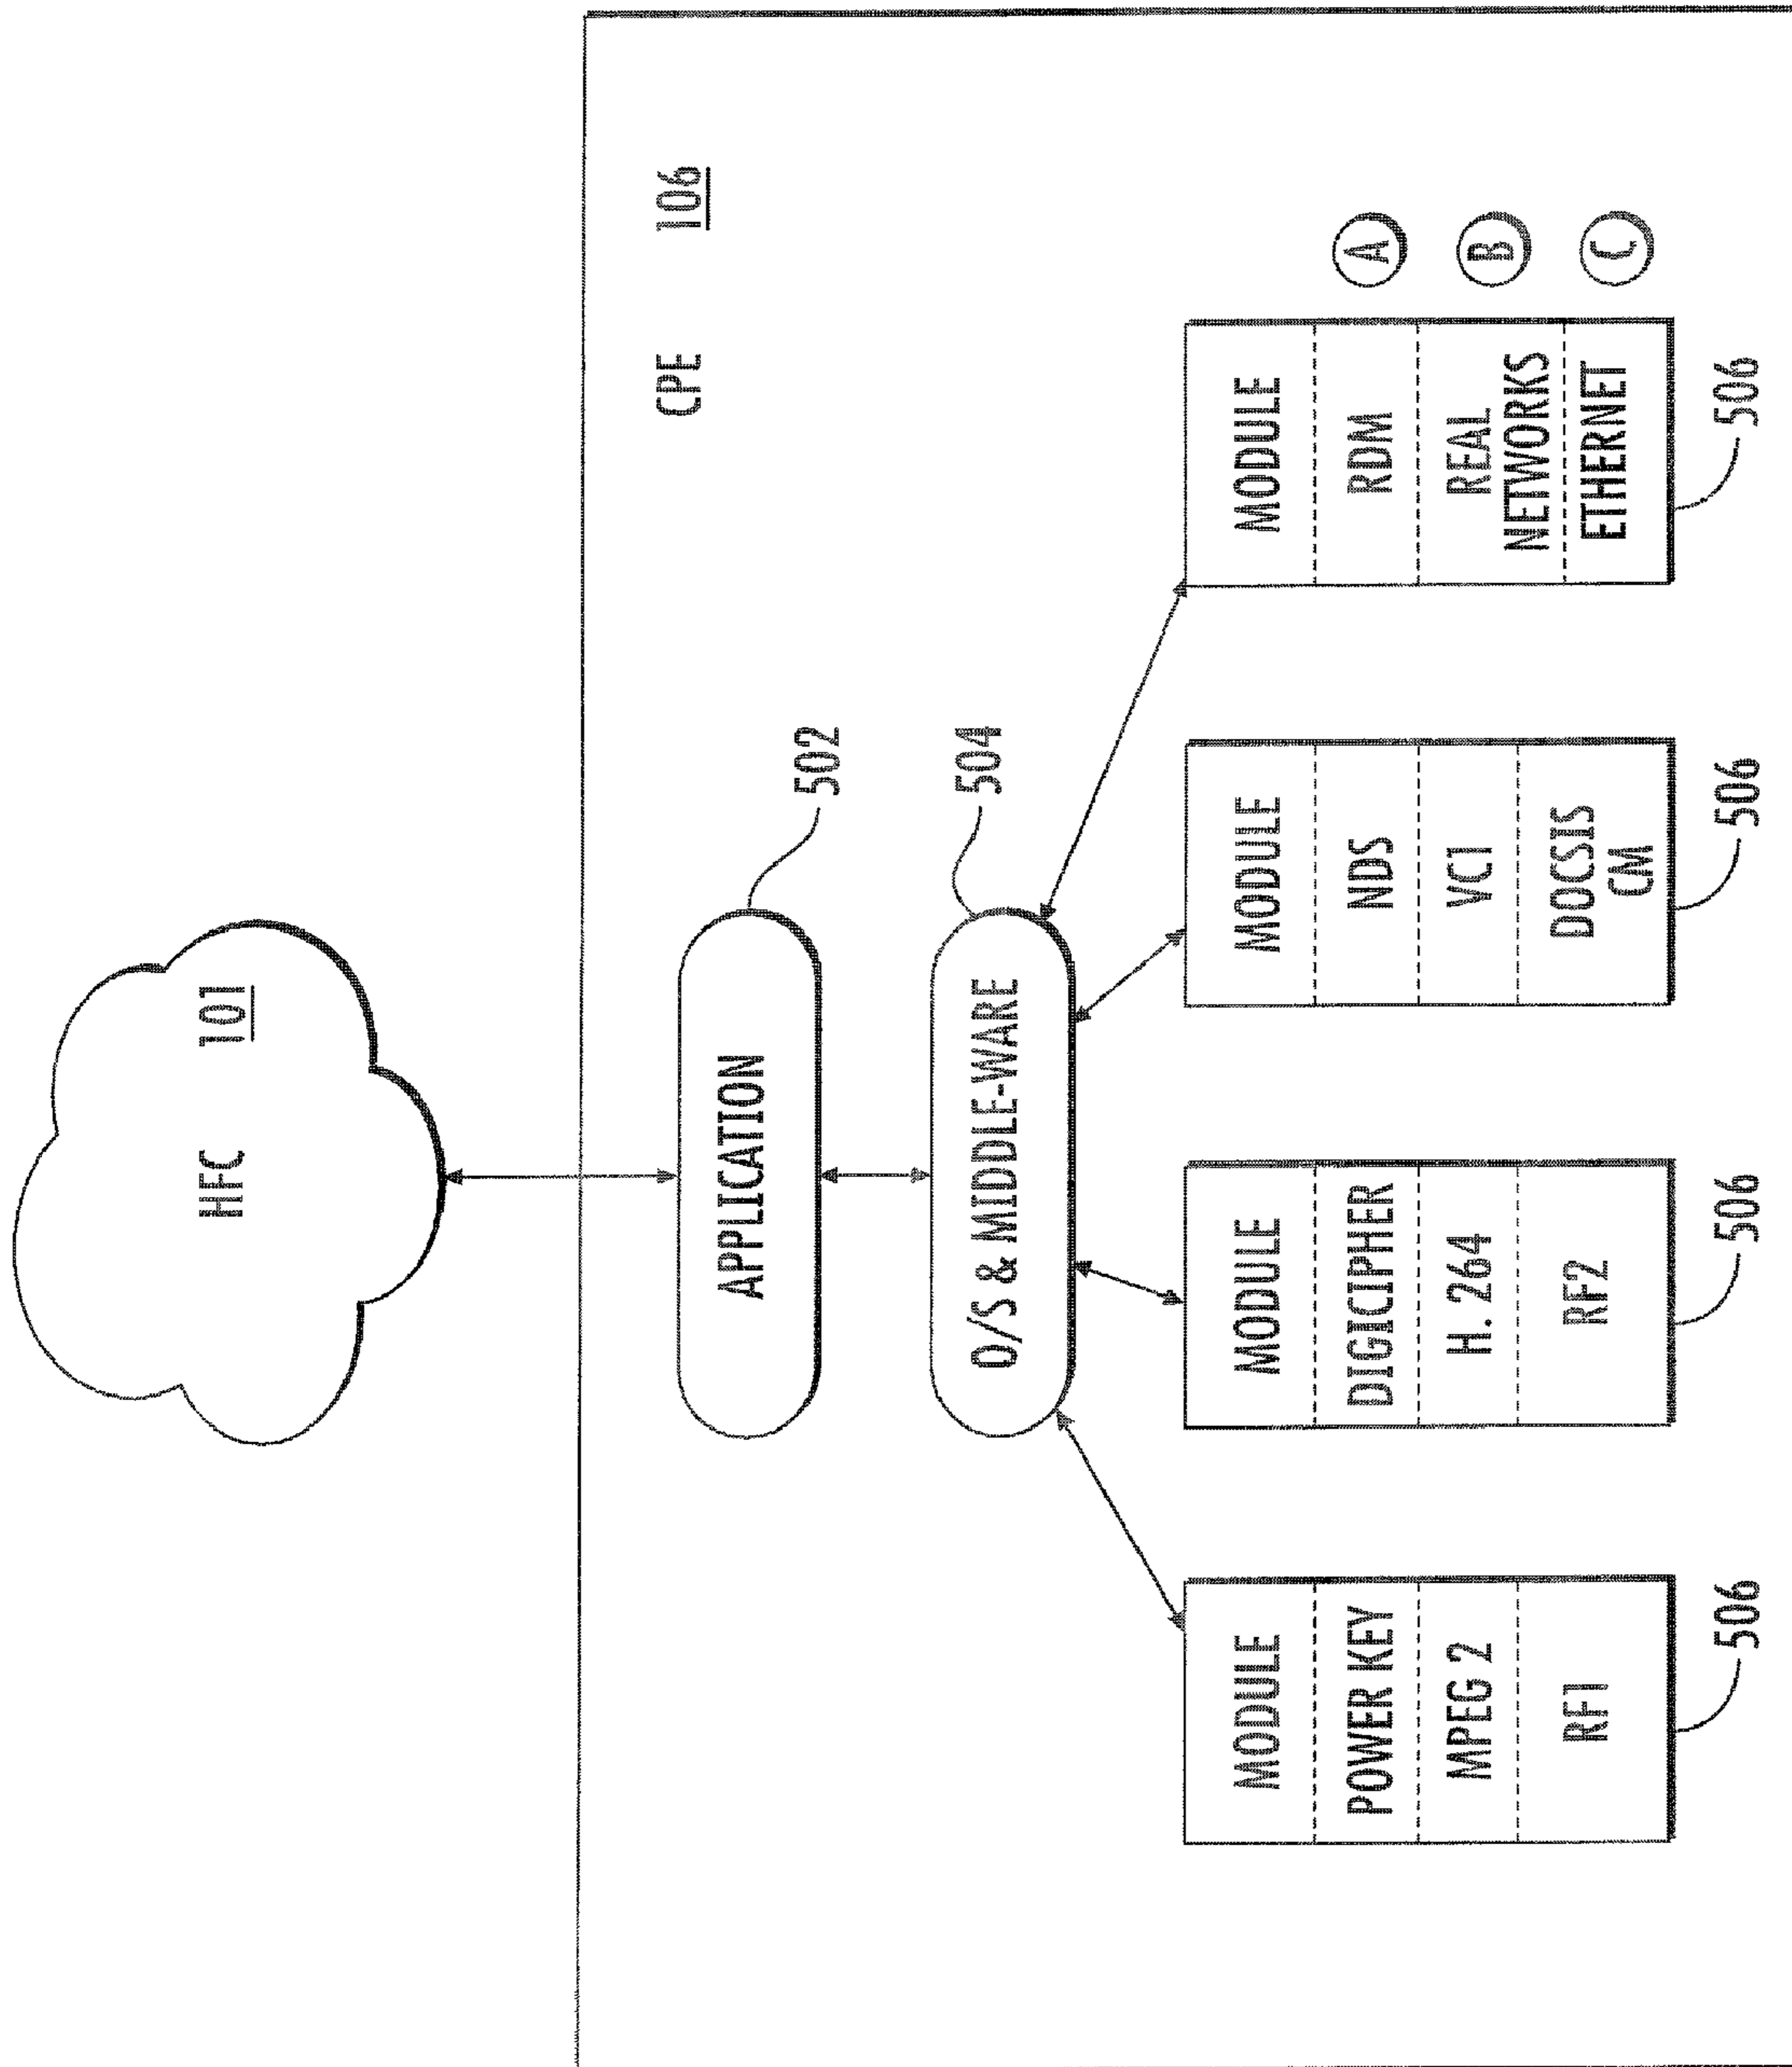 HFC 101
CPE 106
APPLICATION
502
O/S & MIDDLE-WARE
504
MODULE
POWER KEY
MPEG 2
RF1
506
MODULE
DIGICIPHER
H. 264
RF2
506
MODULE
NDS
VC1
DOCSIS
CM
506
MODULE
RDM
REAL
NETWORKS
ETHERNET
506
A
B
C